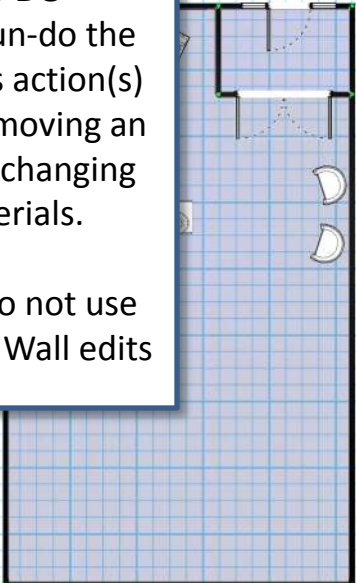 un-do the
action(s)
moving an
changing
erials.
o not use
Wall edits